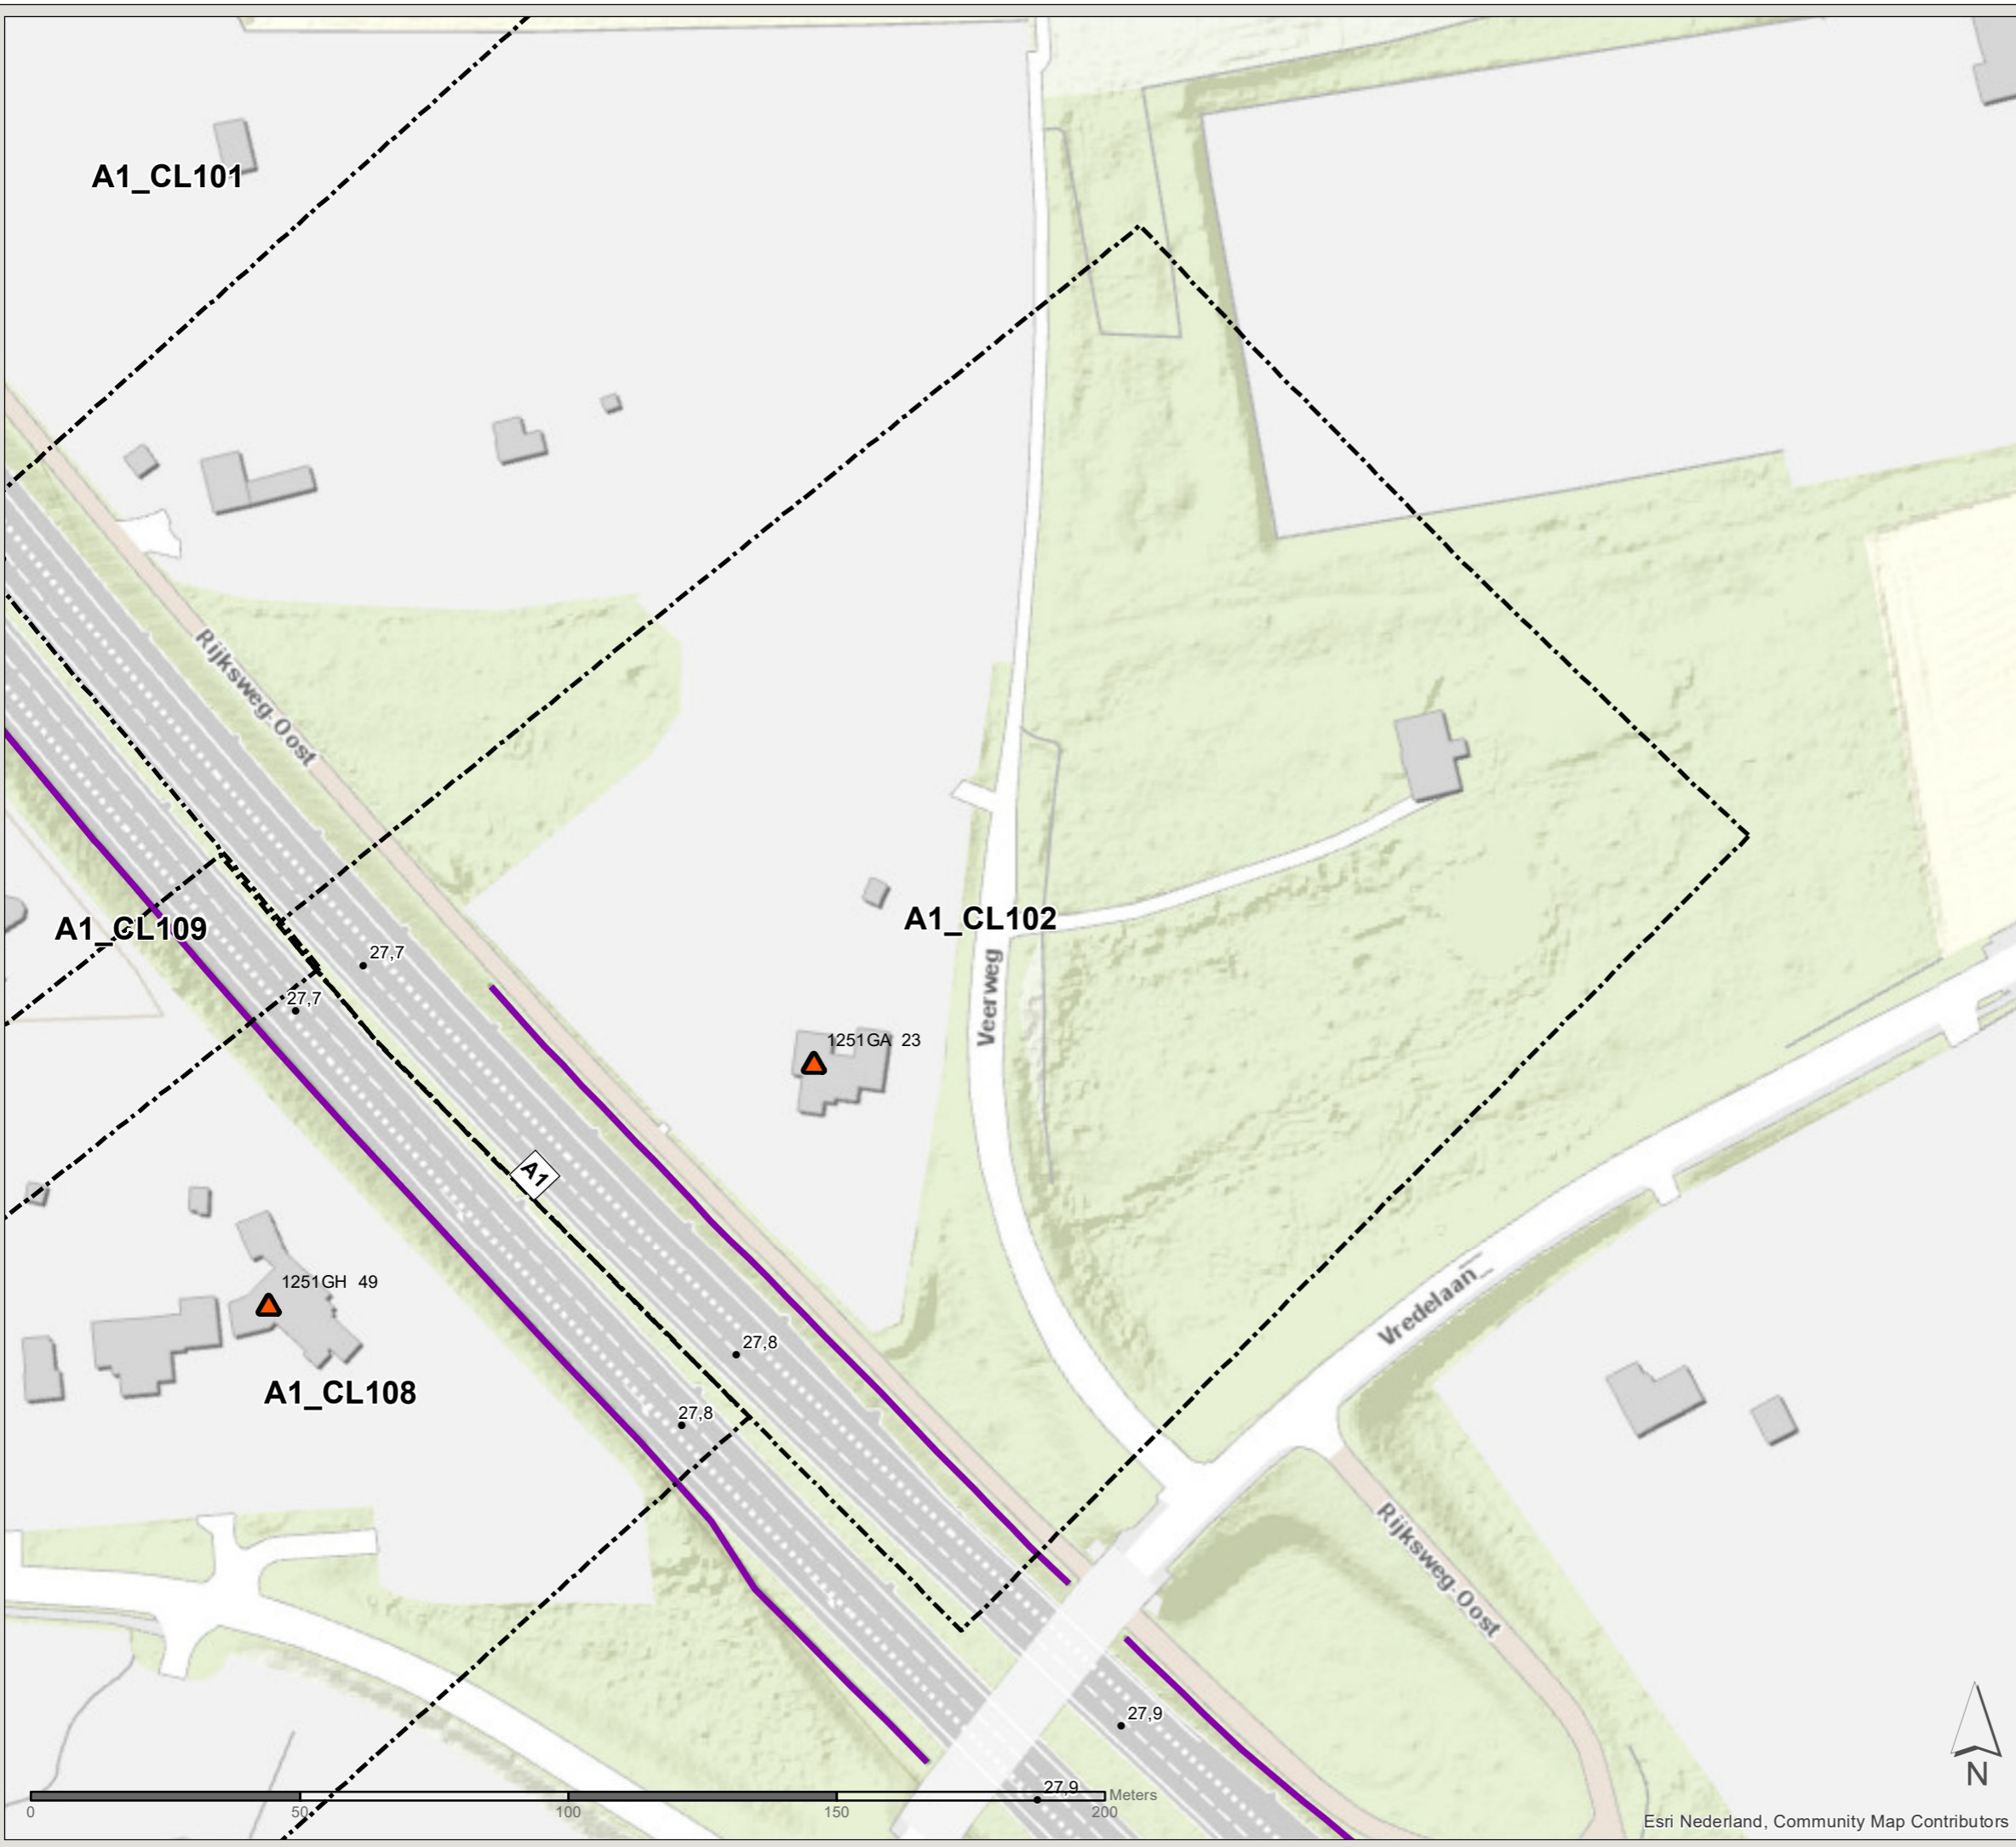 A1_CL101
Rijksweg-Oost
A1_CL109
A1_CL102
27,7
27,7
Veerweg
1251GA 23
A1
1251GH 49
A1_CL108
27,8
27,8
Vredelaan
Rijksweg-Oost
27,9
27,9
Meters
0 50 100 150 200
N
Esri Nederland, Community Map Contributors